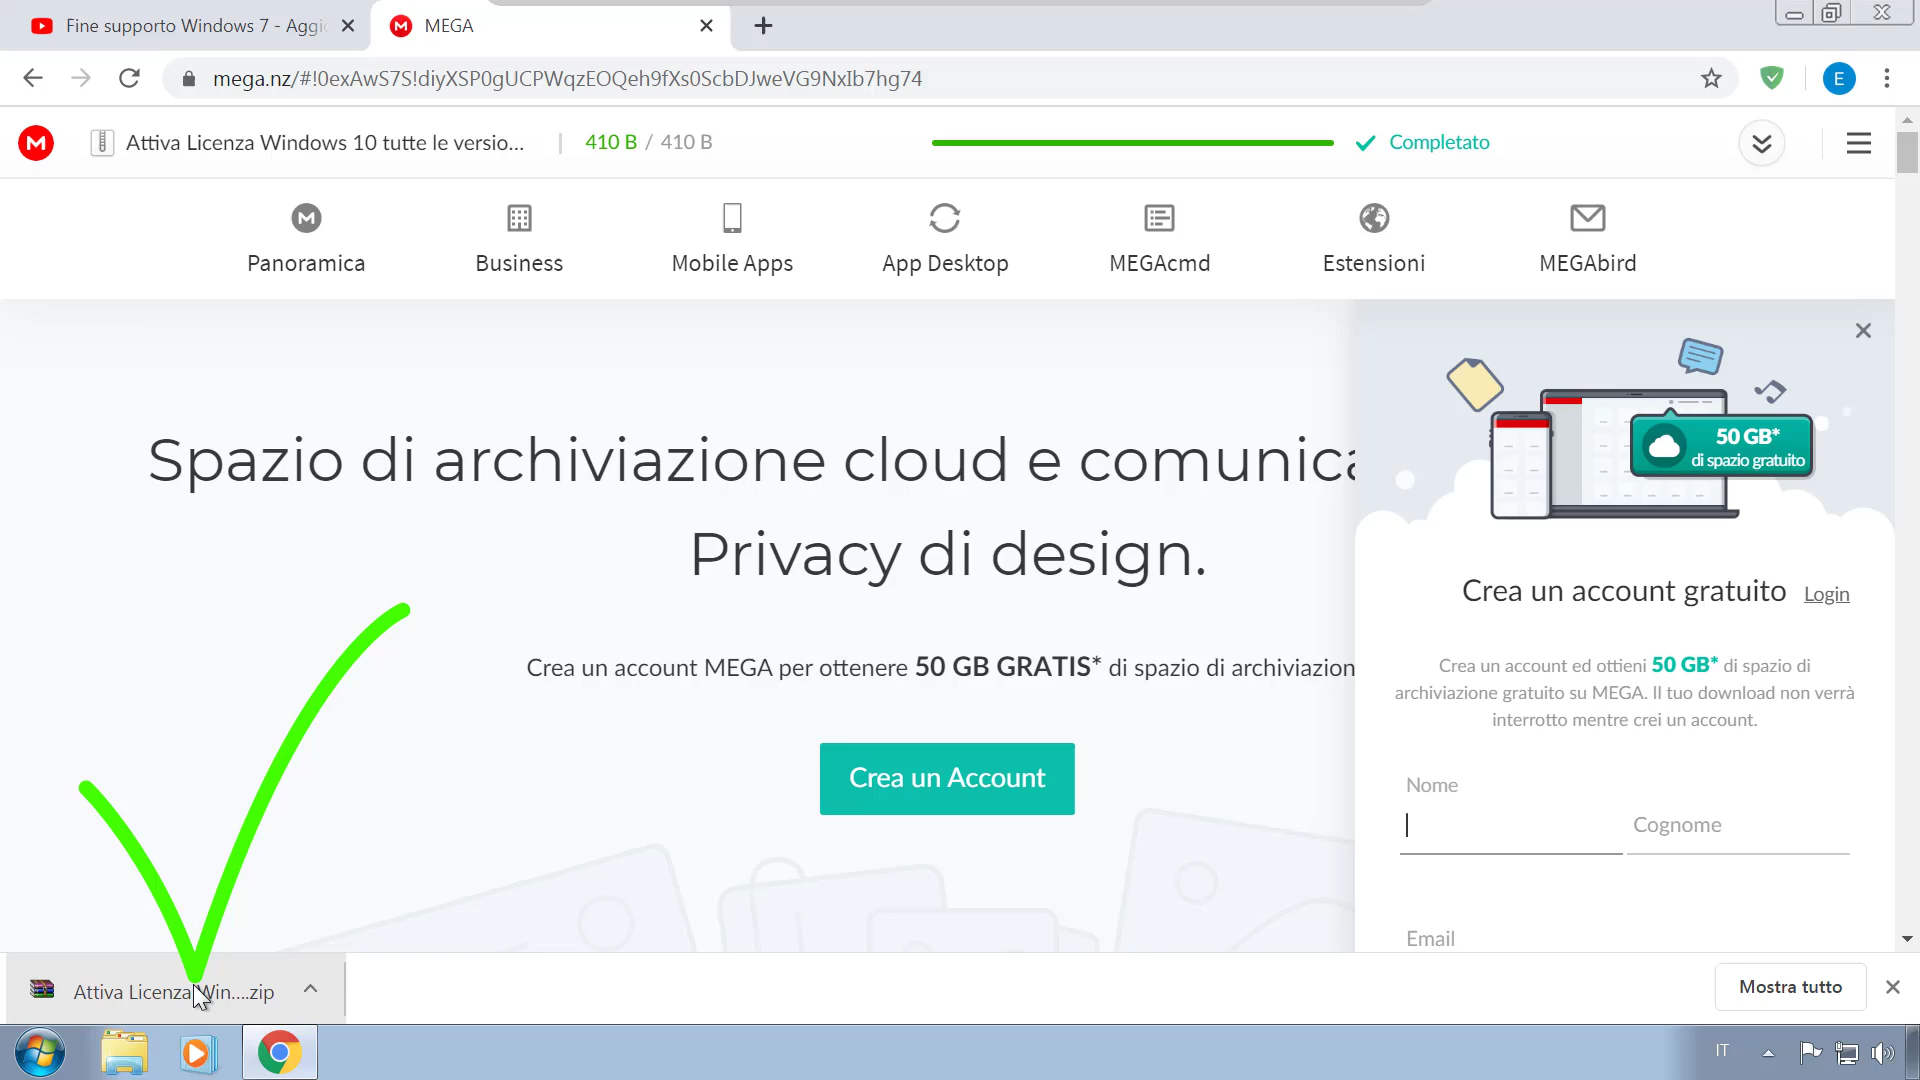 Fine supporto Windows 7 - Aggi
MEGA
mega.nz/#!0exAwS7S!diyXSP0gUCPWqzEOQeh9fXs0ScbDJweVG9NxIb7hg74
E
Attiva Licenza Windows 10 tutte le versio...
410 B / 410 B
Completato
Panoramica
Business
Mobile Apps
App Desktop
MEGAcmd
Estensioni
MEGAbird
50 GB*
di spazio gratuito
Spazio di archiviazione cloud e comunica
Privacy di design.
Crea un account MEGA per ottenere 50 GB GRATIS* di spazio di archiviazion
Crea un Account
Crea un account gratuito Login
Crea un account ed ottieni 50 GB* di spazio di
archiviazione gratuito su MEGA. Il tuo download non verrà
interrotto mentre crei un account.
Nome
Cognome
Email
Attiva Licenza Win....zip
Mostra tutto
IT